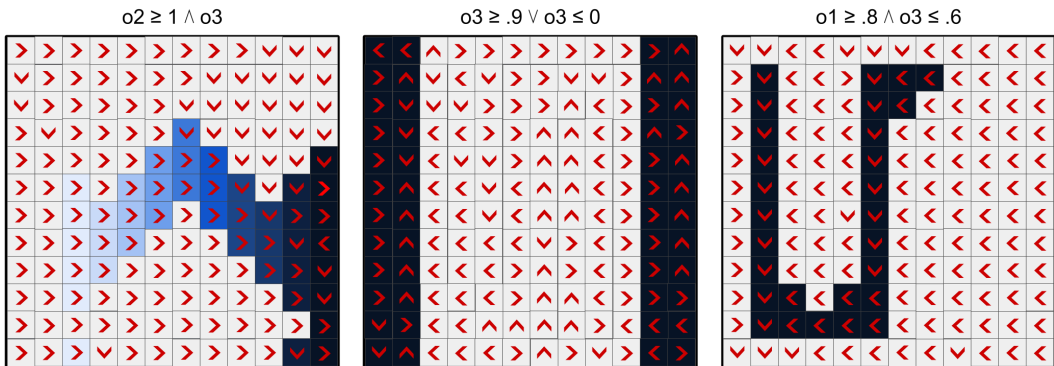 o2 ≥ 1 ∧ o3
o3 ≥ .9 ∨ o3 ≤ 0
o1 ≥ .8 ∧ o3 ≤ .6